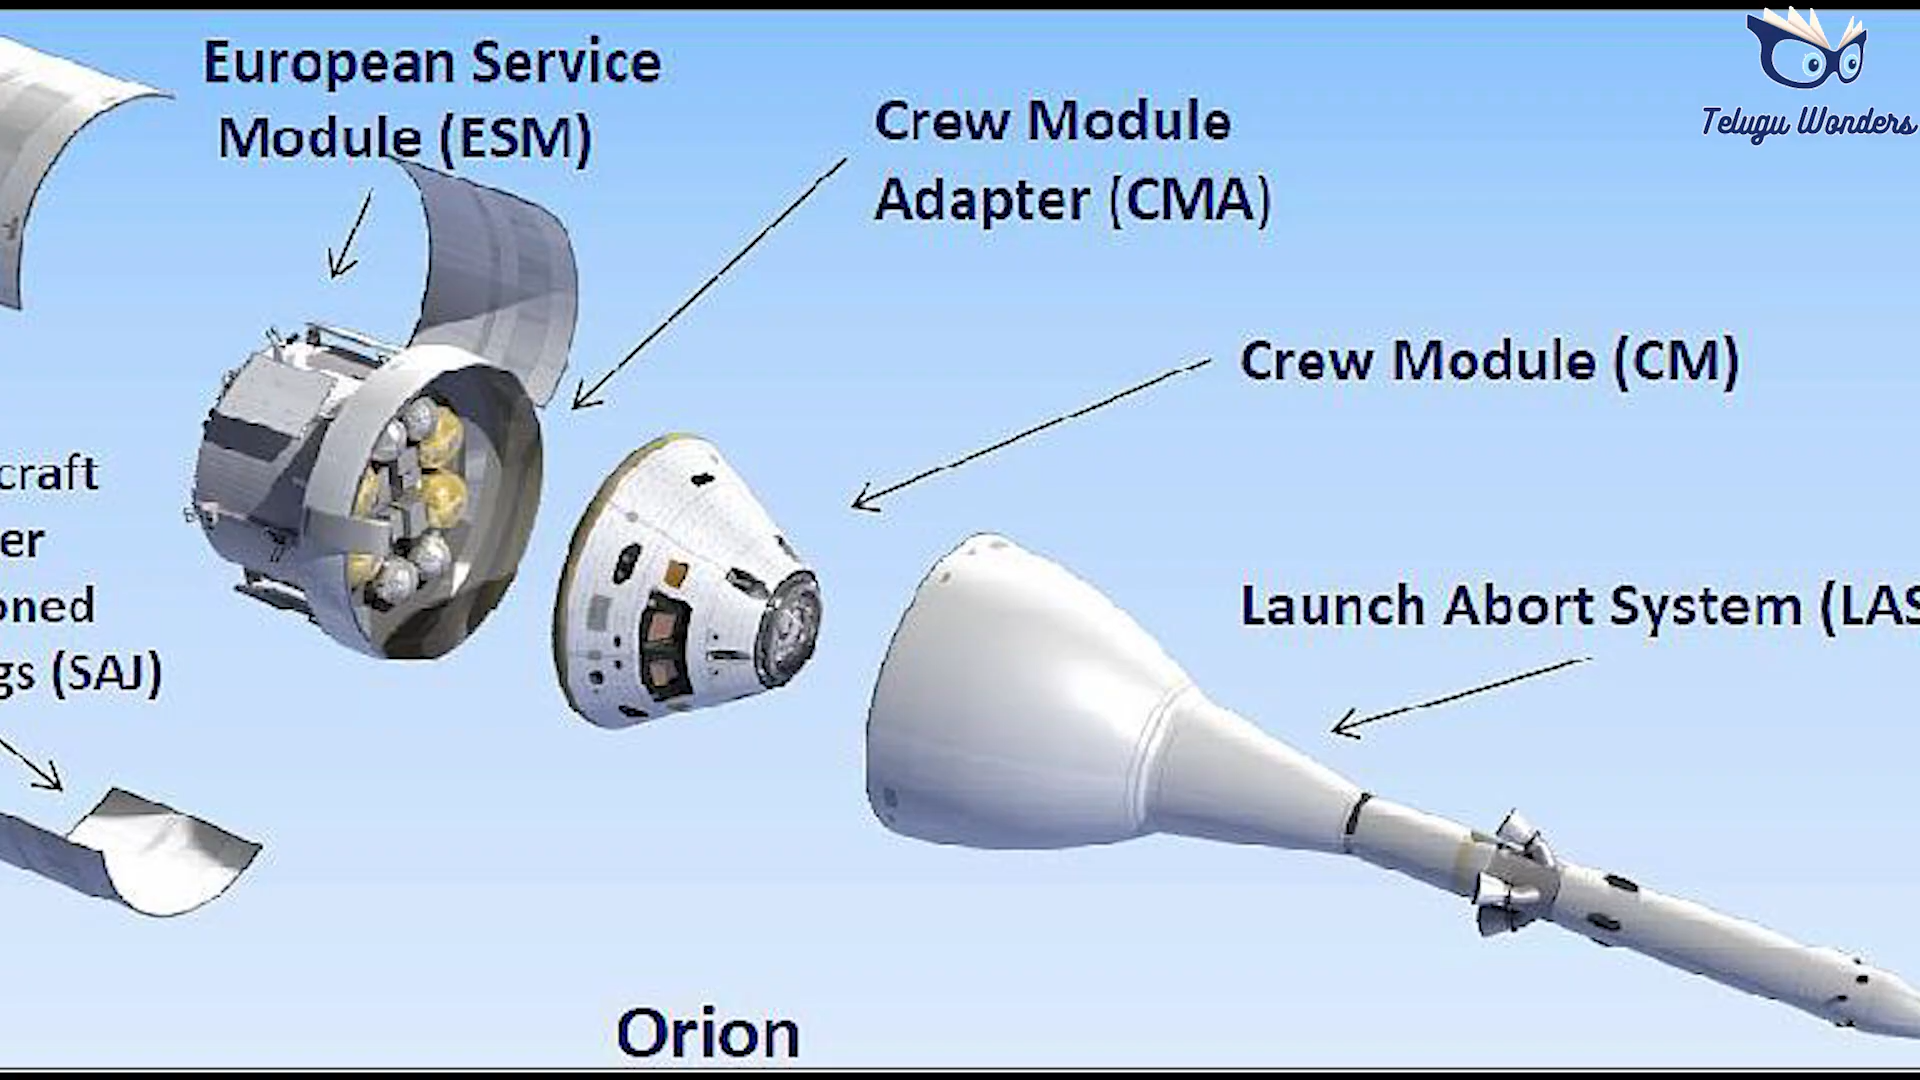 European Service
Module (ESM)
Crew Module
Adapter (CMA)
Crew Module (CM)
Launch Abort System (LAS
craft
er
oned
gs (SAJ)
Orion
Telugu Wonders